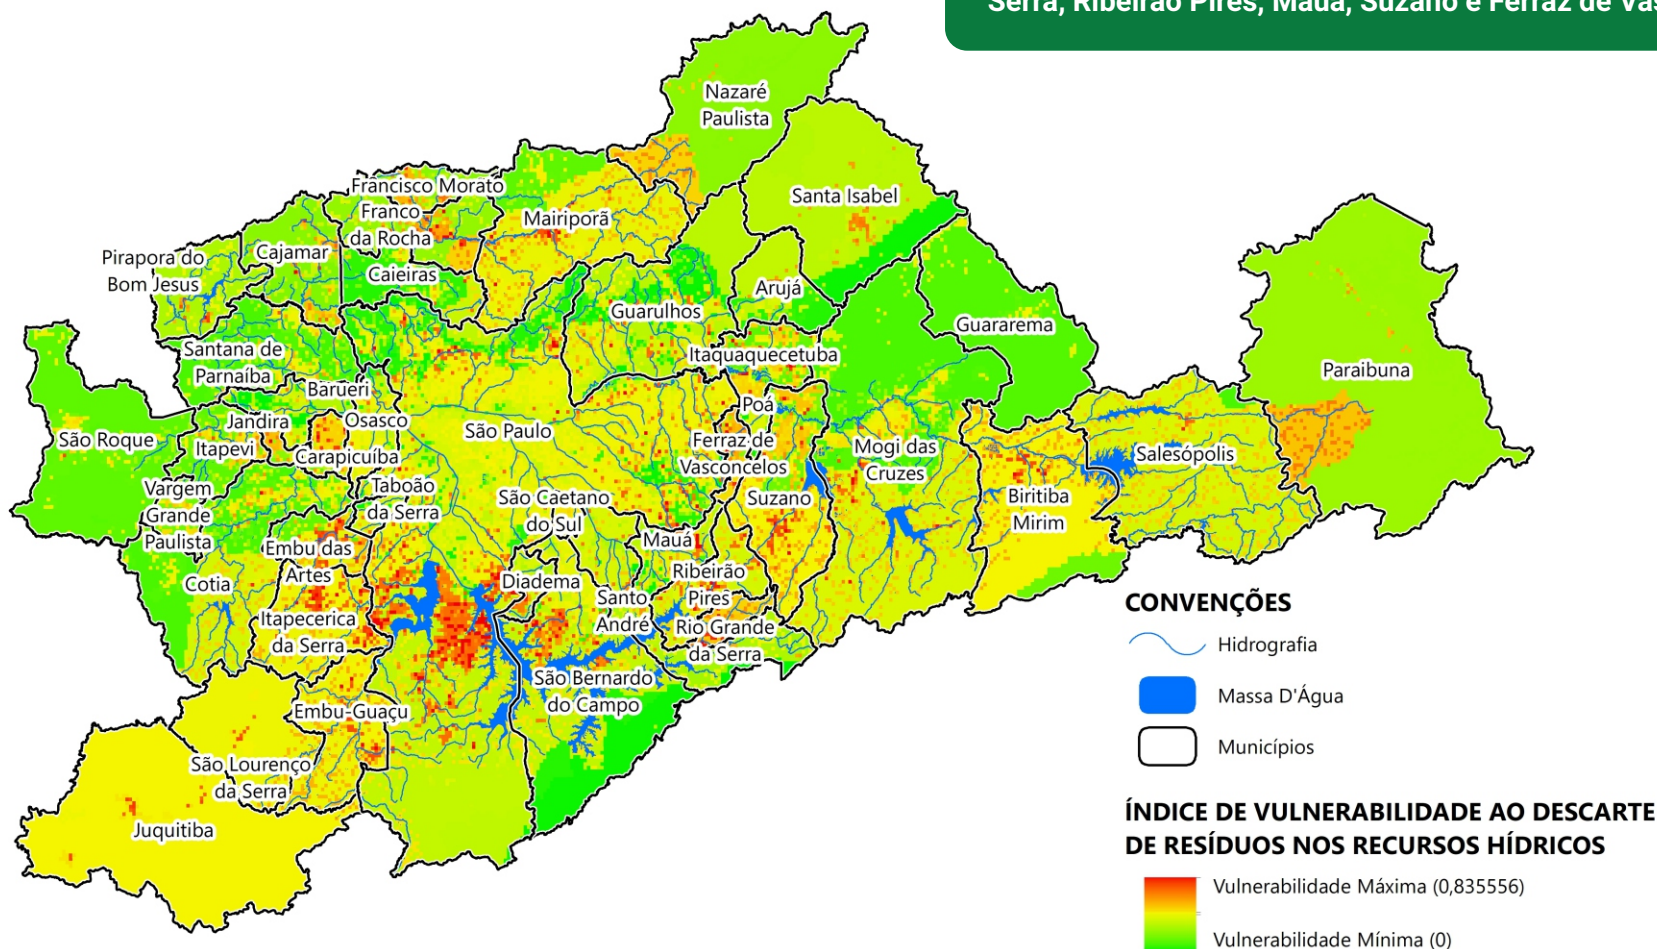 Serra, Ribeirão Pires, Mauá, Suzano e Ferraz de Vas
Nazaré
Paulista
Francisco Morato
Santa Isabel
Franco
da Rocha
Mairiporã
Cajamar
Pirapora do
Bom Jesus
Caieiras
Arujá
Guarulhos
Guararema
Santana de
Parnaíba
Itaquaquecetuba
Paraibuna
Barueri
Poá
Jandira
Osasco
São Roque
São Paulo
Itapevi
Carapicuíba
Ferraz de
Vasconcelos
Mogi das
Cruzes
Salesópolis
Vargem
Grande
Paulista
Taboão
da Serra
São Caetano
do Sul
Suzano
Biritiba
Mirim
Mauá
Embu das
Artes
Cotia
Diadema
Ribeirão
Pires
Santo
André
Itapecerica
da Serra
Rio Grande
da Serra
São Bernardo
do Campo
Embu-Guaçu
São Lourenço
da Serra
Juquitiba
CONVENÇÕES
Hidrografia
Massa D'Água
Municípios
ÍNDICE DE VULNERABILIDADE AO DESCARTE
DE RESÍDUOS NOS RECURSOS HÍDRICOS
Vulnerabilidade Máxima (0,835556)
Vulnerabilidade Mínima (0)